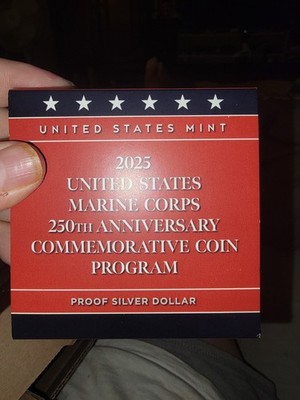 UNITED STATES MINT
2025
UNITED STATES
MARINE CORPS
250TH ANNIVERSARY
COMMEMORATIVE COIN
PROGRAM
PROOF SILVER DOLLAR